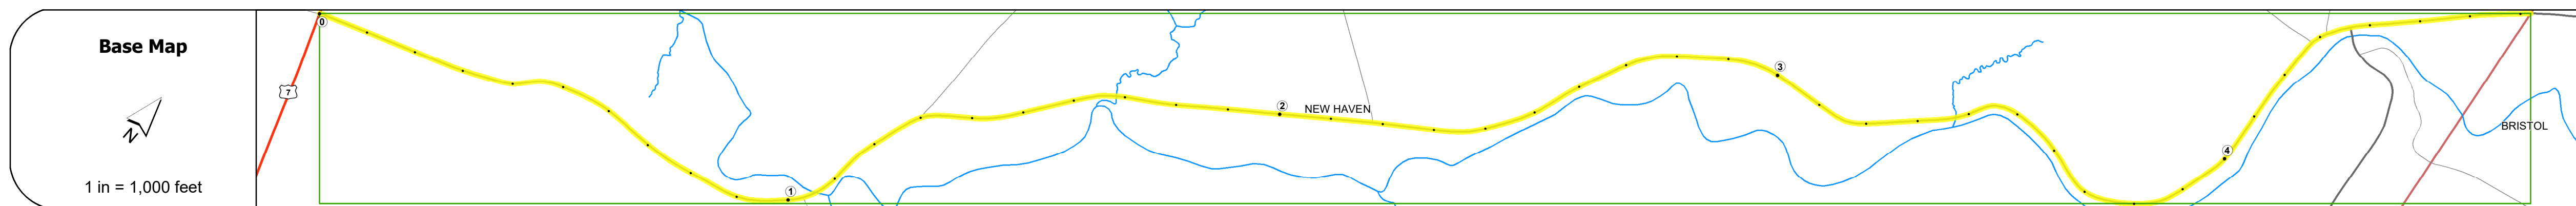 Base Map
N
1 in = 1,000 feet
7
0
1
2
NEW HAVEN
3
4
BRISTOL